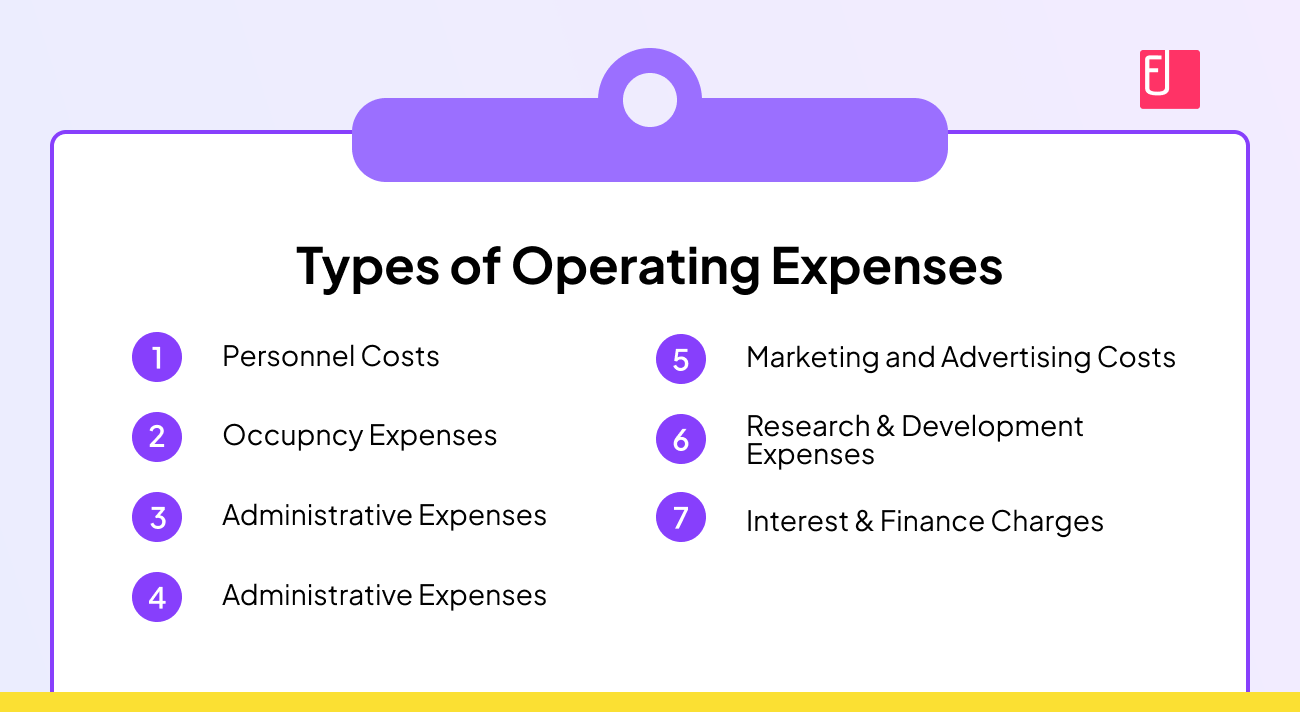 Types of Operating Expenses
1 Personnel Costs
2 Occupncy Expenses
3 Administrative Expenses
4 Administrative Expenses
5 Marketing and Advertising Costs
6 Research & Development
Expenses
7 Interest & Finance Charges